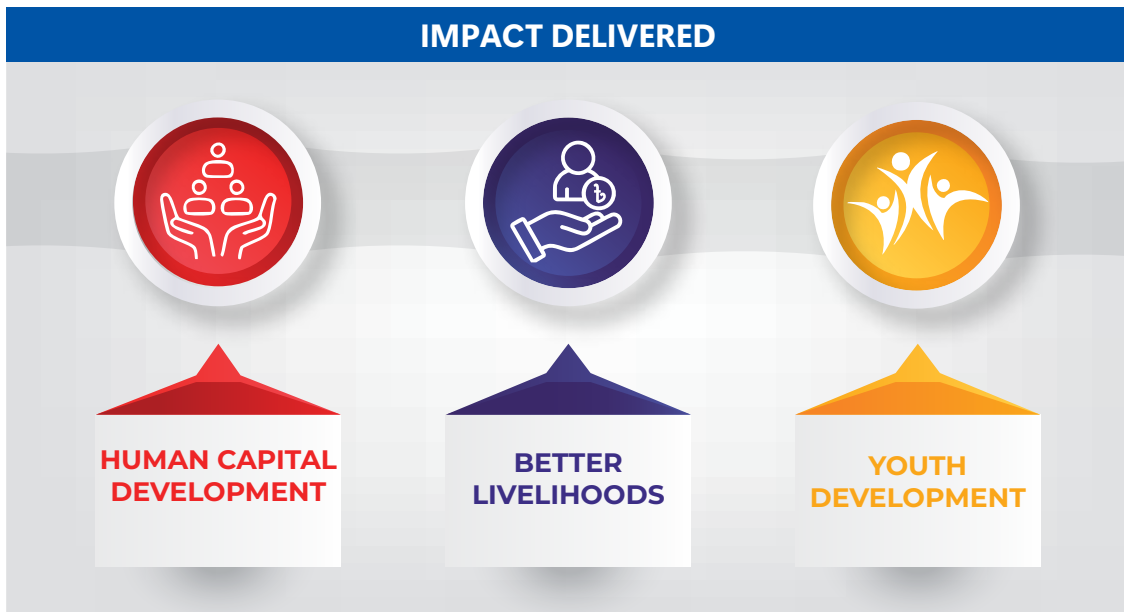 IMPACT DELIVERED
৳
HUMAN CAPITAL
DEVELOPMENT
BETTER
LIVELIHOODS
YOUTH
DEVELOPMENT